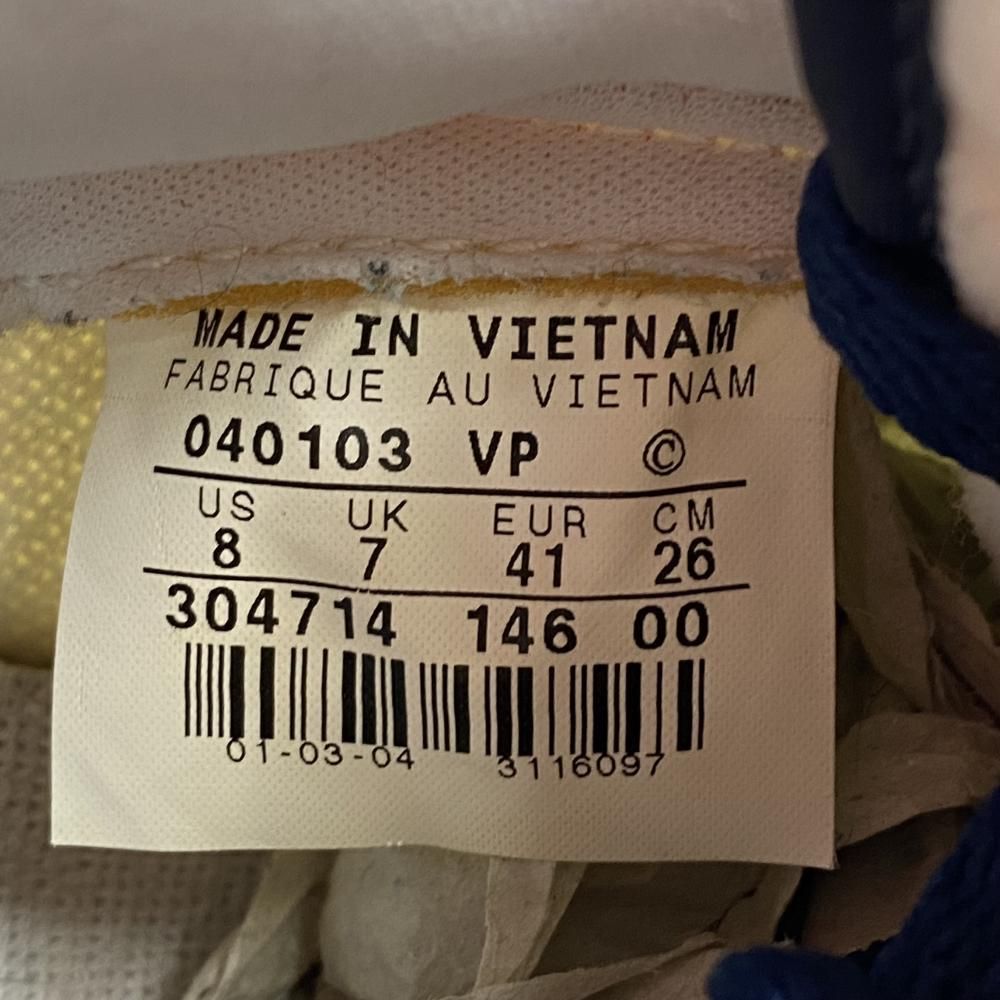 MADE IN VIETNAM
FABRIQUE AU VIETNAM
040103 VP ©
US UK EUR CM
8 7 41 26
304714 146 00
01-03-04 3116097